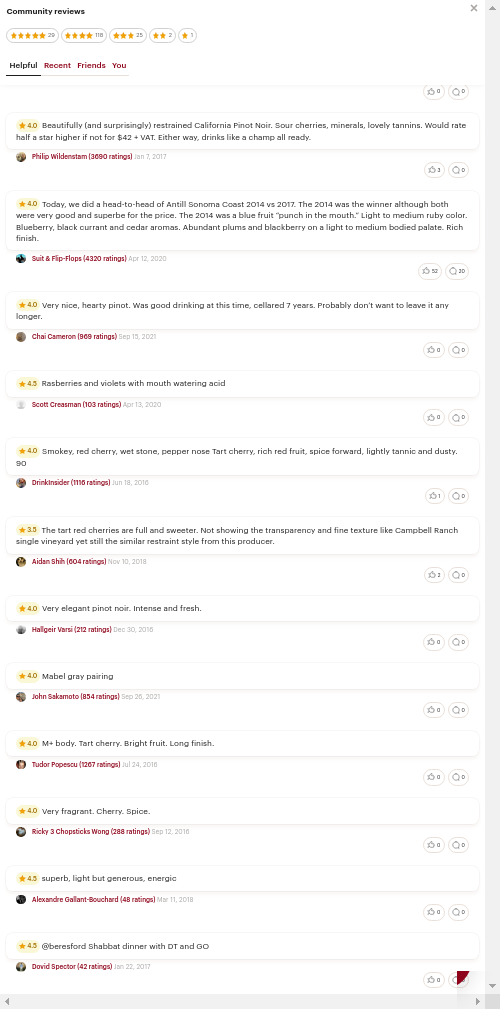 Community reviews
29
118
25
2
1
Helpful Recent Friends You
0 0
4.0 Beautifully (and surprisingly) restrained California Pinot Noir. Sour cherries, minerals, lovely tannins. Would rate
half a star higher if not for $42 + VAT. Either way, drinks like a champ all ready.
Philip Wildenstam (3690 ratings) Jan 7, 2017
3 0
4.0 Today, we did a head-to-head of Antill Sonoma Coast 2014 vs 2017. The 2014 was the winner although both
were very good and superbe for the price. The 2014 was a blue fruit “punch in the mouth.” Light to medium ruby color.
Blueberry, black currant and cedar aromas. Abundant plums and blackberry on a light to medium bodied palate. Rich
finish.
Suit & Flip-Flops (4320 ratings) Apr 12, 2020
52 20
4.0 Very nice, hearty pinot. Was good drinking at this time, cellared 7 years. Probably don’t want to leave it any
longer.
Chai Cameron (969 ratings) Sep 15, 2021
0 0
4.5 Rasberries and violets with mouth watering acid
Scott Creasman (103 ratings) Apr 13, 2020
0 0
4.0 Smokey, red cherry, wet stone, pepper nose Tart cherry, rich red fruit, spice forward, lightly tannic and dusty.
90
DrinkInsider (1116 ratings) Jun 18, 2016
1 0
3.5 The tart red cherries are full and sweeter. Not showing the transparency and fine texture like Campbell Ranch
single vineyard yet still the similar restraint style from this producer.
Aidan Shih (604 ratings) Nov 10, 2018
2 0
4.0 Very elegant pinot noir. Intense and fresh.
Hallgeir Varsi (212 ratings) Dec 30, 2016
0 0
4.0 Mabel gray pairing
John Sakamoto (854 ratings) Sep 26, 2021
0 0
4.0 M+ body. Tart cherry. Bright fruit. Long finish.
Tudor Popescu (1267 ratings) Jul 24, 2016
0 0
4.0 Very fragrant. Cherry. Spice.
Ricky 3 Chopsticks Wong (288 ratings) Sep 12, 2016
0 0
4.5 superb, light but generous, energic
Alexandre Gallant-Bouchard (48 ratings) Mar 11, 2018
0 0
4.5 @beresford Shabbat dinner with DT and GO
Dovid Spector (42 ratings) Jan 22, 2017
0